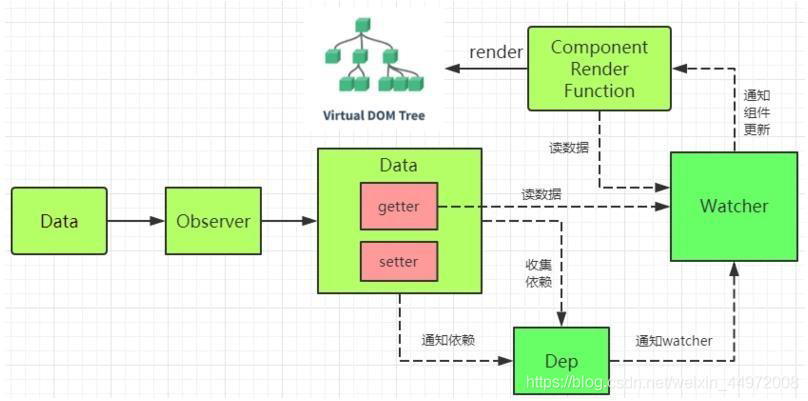 render
Component
Render
Function
Virtual DOM Tree
通知
组件
更新
读数据
Data
Data
Observer
getter
读数据
Watcher
setter
收集
依赖
通知依赖
Dep
通知watcher
https://blog.csdn.net/weixin_44972008